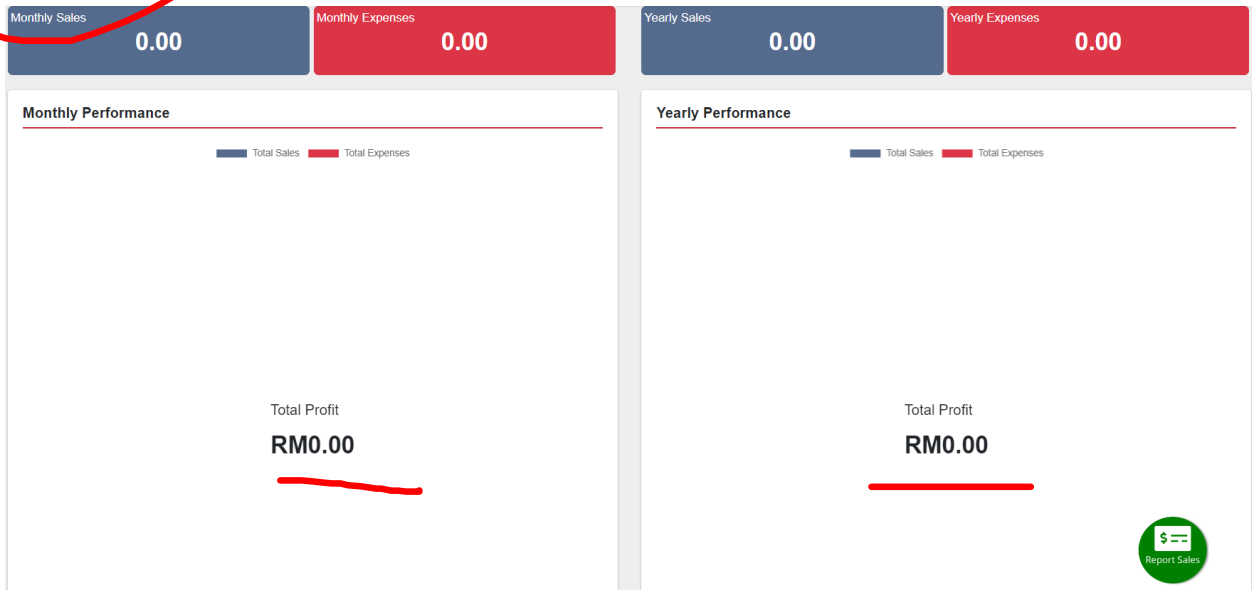 Monthly Sales
0.00
Monthly Expenses
0.00
Yearly Sales
0.00
Yearly Expenses
0.00
Monthly Performance
Total Sales Total Expenses
Total Profit
RM0.00
Yearly Performance
Total Sales Total Expenses
Total Profit
RM0.00
$
Report Sales